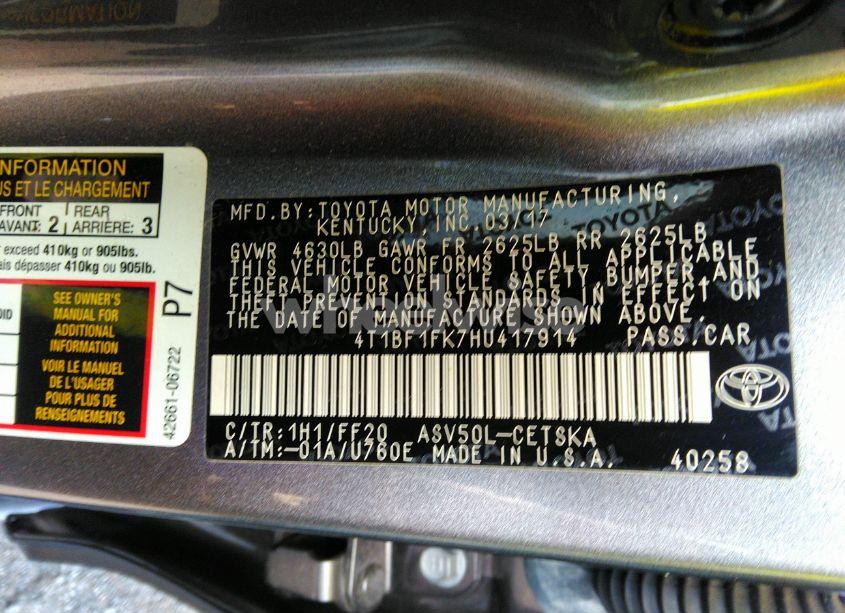 INFORMATION
US ET LE CHARGEMENT
FRONT
AVANT: 2
REAR
ARRIÈRE: 3
exceed 410kg or 905lbs.
ais dépasser 410kg ou 905lb.
SEE OWNER'S
MANUAL FOR
ADDITIONAL
INFORMATION
VOIR LE MANUEL
DE L'USAGER
POUR PLUS DE
RENSEIGNEMENTS
P7
42661-06722
MFD.BY:TOYOTA MOTOR MANUFACTURING,
KENTUCKY, INC 03/17
GVWR 4630LB GAWR FR 2625LB RR 2625LB
THIS VEHICLE CONFORMS TO ALL APPLICABLE
FEDERAL MOTOR VEHICLE SAFETY, BUMPER AND
THEFT PREVENTION STANDARDS IN EFFECT ON
THE DATE OF MANUFACTURE SHOWN ABOVE.
4T1BF1FK7HU417914 PASS.CAR
C/TR:1H1/FF20 ASV50L-CETSKA
A/TM:-01A/U760E MADE IN U.S.A. 40258
TOYOTA